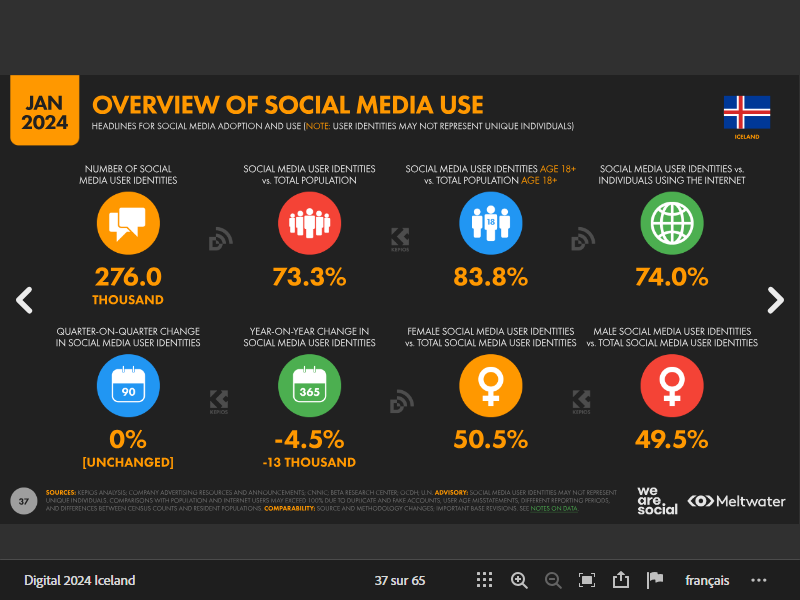 JAN
2024
OVERVIEW OF SOCIAL MEDIA USE
HEADLINES FOR SOCIAL MEDIA ADOPTION AND USE (NOTE: USER IDENTITIES MAY NOT REPRESENT UNIQUE INDIVIDUALS)
ICELAND
NUMBER OF SOCIAL
MEDIA USER IDENTITIES
276.0
THOUSAND
SOCIAL MEDIA USER IDENTITIES
vs. TOTAL POPULATION
73.3%
SOCIAL MEDIA USER IDENTITIES AGE 18+
vs. TOTAL POPULATION AGE 18+
18
83.8%
SOCIAL MEDIA USER IDENTITIES vs.
INDIVIDUALS USING THE INTERNET
74.0%
KEPIOS
QUARTER-ON-QUARTER CHANGE
IN SOCIAL MEDIA USER IDENTITIES
90
0%
[UNCHANGED]
YEAR-ON-YEAR CHANGE IN
SOCIAL MEDIA USER IDENTITIES
365
-4.5%
-13 THOUSAND
FEMALE SOCIAL MEDIA USER IDENTITIES
vs. TOTAL SOCIAL MEDIA USER IDENTITIES
50.5%
MALE SOCIAL MEDIA USER IDENTITIES
vs. TOTAL SOCIAL MEDIA USER IDENTITIES
49.5%
KEPIOS
KEPIOS
37
SOURCES: KEPIOS ANALYSIS; COMPANY ADVERTISING RESOURCES AND ANNOUNCEMENTS; CNNIC; BETA RESEARCH CENTER; OCDH; U.N. ADVISORY: SOCIAL MEDIA USER IDENTITIES MAY NOT REPRESENT
UNIQUE INDIVIDUALS. COMPARISONS WITH POPULATION AND INTERNET USERS MAY EXCEED 100% DUE TO DUPLICATE AND FAKE ACCOUNTS, USER AGE MISSTATEMENTS, DIFFERENT REPORTING PERIODS,
AND DIFFERENCES BETWEEN CENSUS COUNTS AND RESIDENT POPULATIONS. COMPARABILITY: SOURCE AND METHODOLOGY CHANGES; IMPORTANT BASE REVISIONS. SEE NOTES ON DATA.
we
are.
social
Meltwater
Digital 2024 Iceland
37 sur 65
français